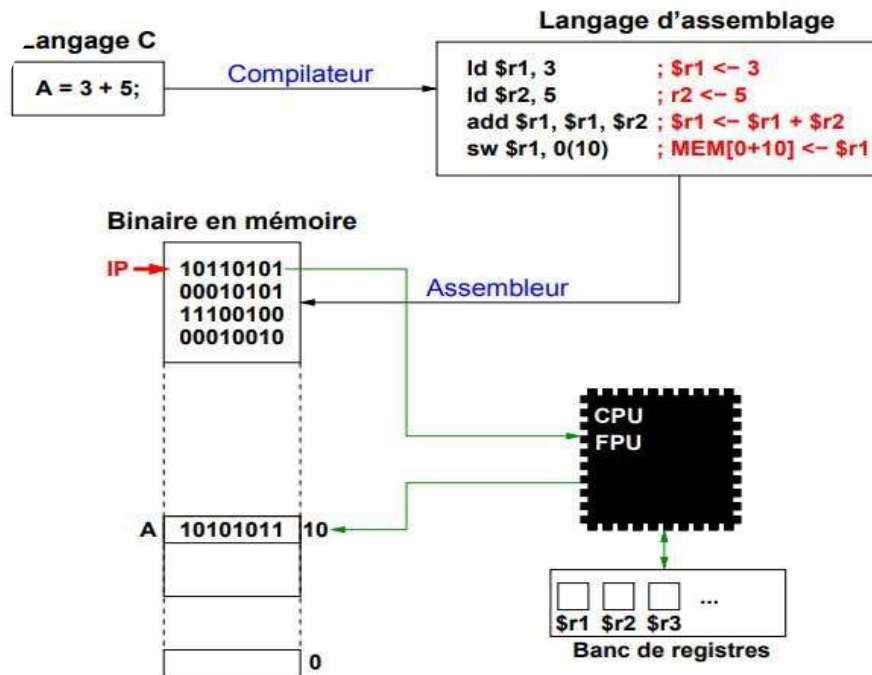 Langage d'assemblage
Langage C
A = 3 + 5;
Compilateur
ld $r1, 3 ; $r1 <− 3
ld $r2, 5 ; r2 <− 5
add $r1, $r1, $r2 ; $r1 <− $r1 + $r2
sw $r1, 0(10) ; MEM[0+10] <− $r1
Binaire en mémoire
IP
10110101
00010101
11100100
00010010
Assembleur
CPU
FPU
A 10101011 10
$r1 $r2 $r3 ...
Banc de registres
0